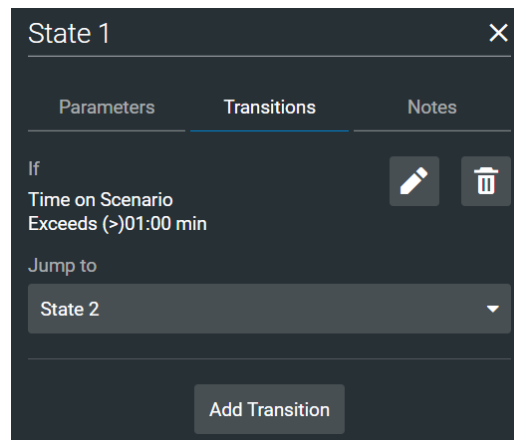 State 1
Parameters Transitions Notes
If
Time on Scenario
Exceeds (>)01:00 min
Jump to
State 2
Add Transition